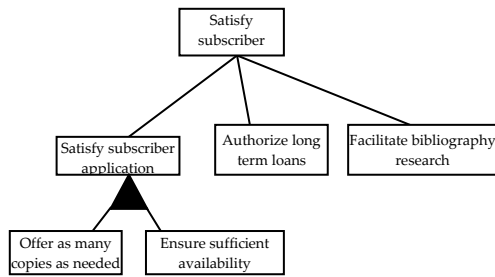 Satisfy
subscriber
Satisfy subscriber
application
Authorize long
term loans
Facilitate bibliography
research
Offer as many
copies as needed
Ensure sufficient
availability